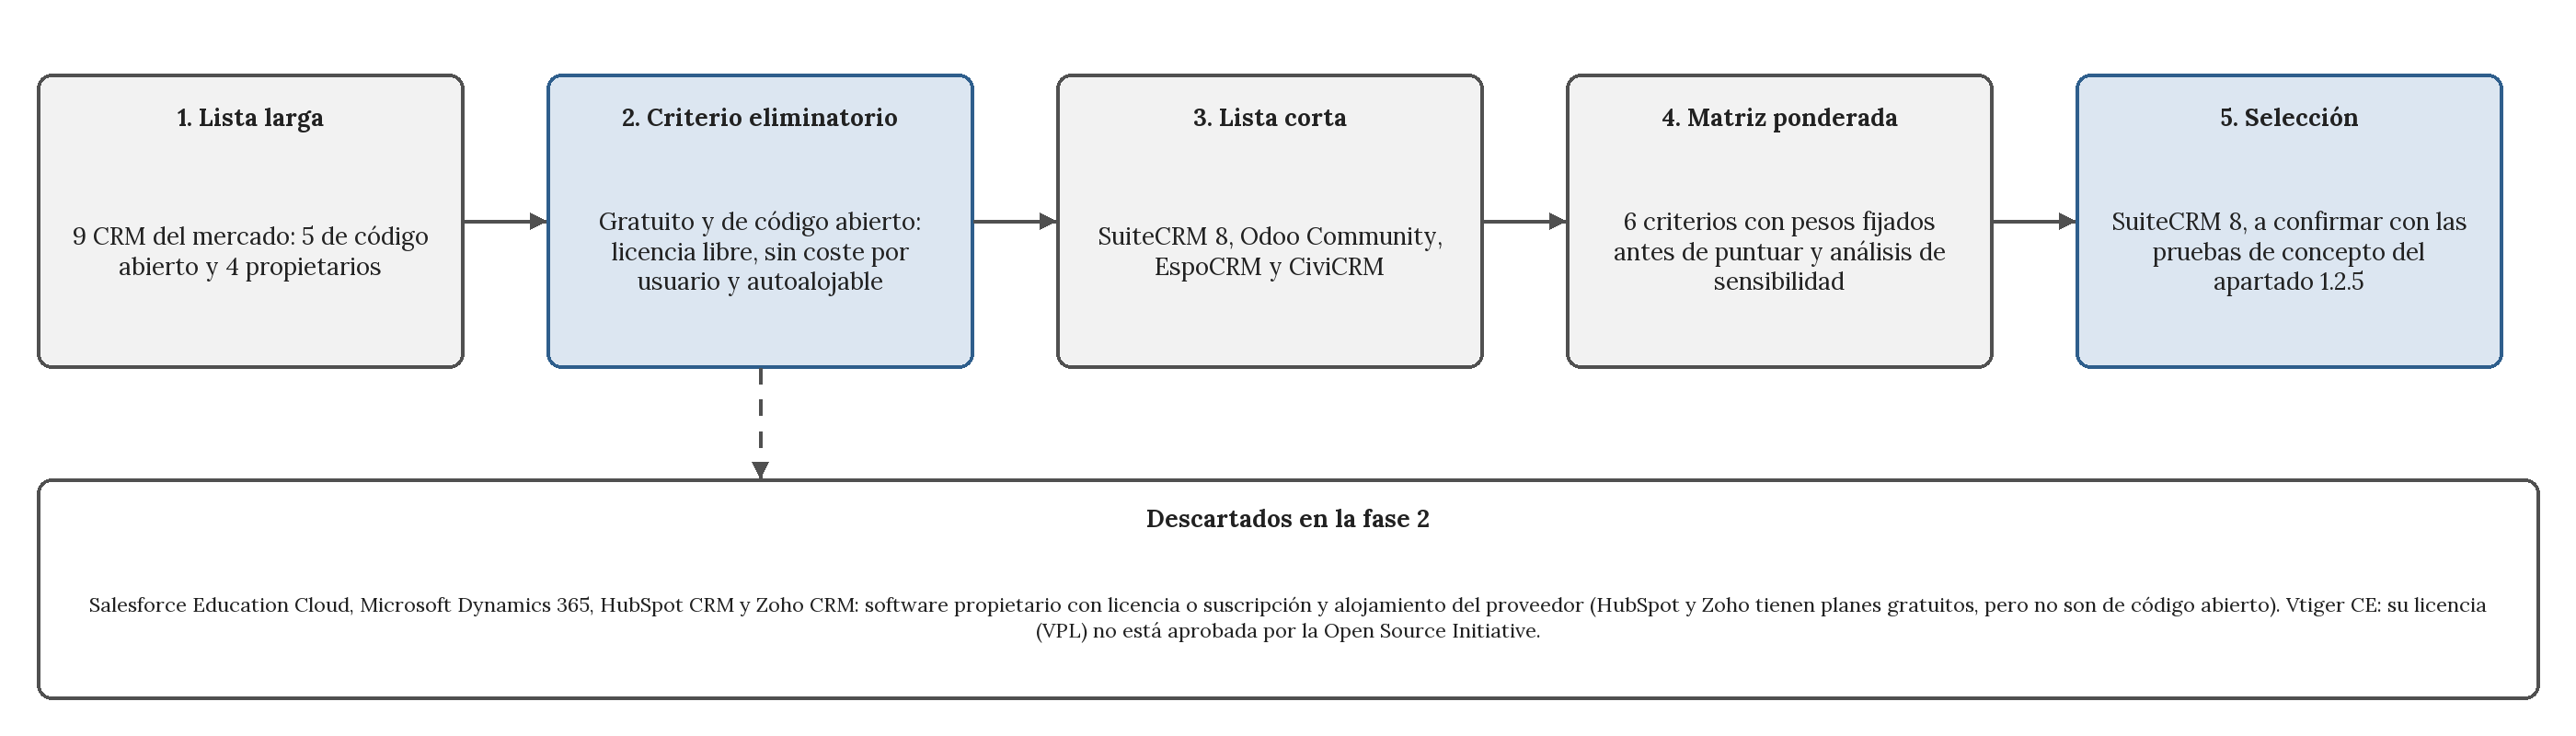 1. Lista larga
9 CRM del mercado: 5 de código
abierto y 4 propietarios
2. Criterio eliminatorio
Gratuito y de código abierto:
licencia libre, sin coste por
usuario y autoalojable
3. Lista corta
SuiteCRM 8, Odoo Community,
EspoCRM y CiviCRM
4. Matriz ponderada
6 criterios con pesos fijados
antes de puntuar y análisis de
sensibilidad
5. Selección
SuiteCRM 8, a confirmar con las
pruebas de concepto del
apartado 1.2.5
Descartados en la fase 2
Salesforce Education Cloud, Microsoft Dynamics 365, HubSpot CRM y Zoho CRM: software propietario con licencia o suscripción y alojamiento del proveedor (HubSpot y Zoho tienen planes gratuitos, pero no son de código abierto). Vtiger CE: su licencia
(VPL) no está aprobada por la Open Source Initiative.